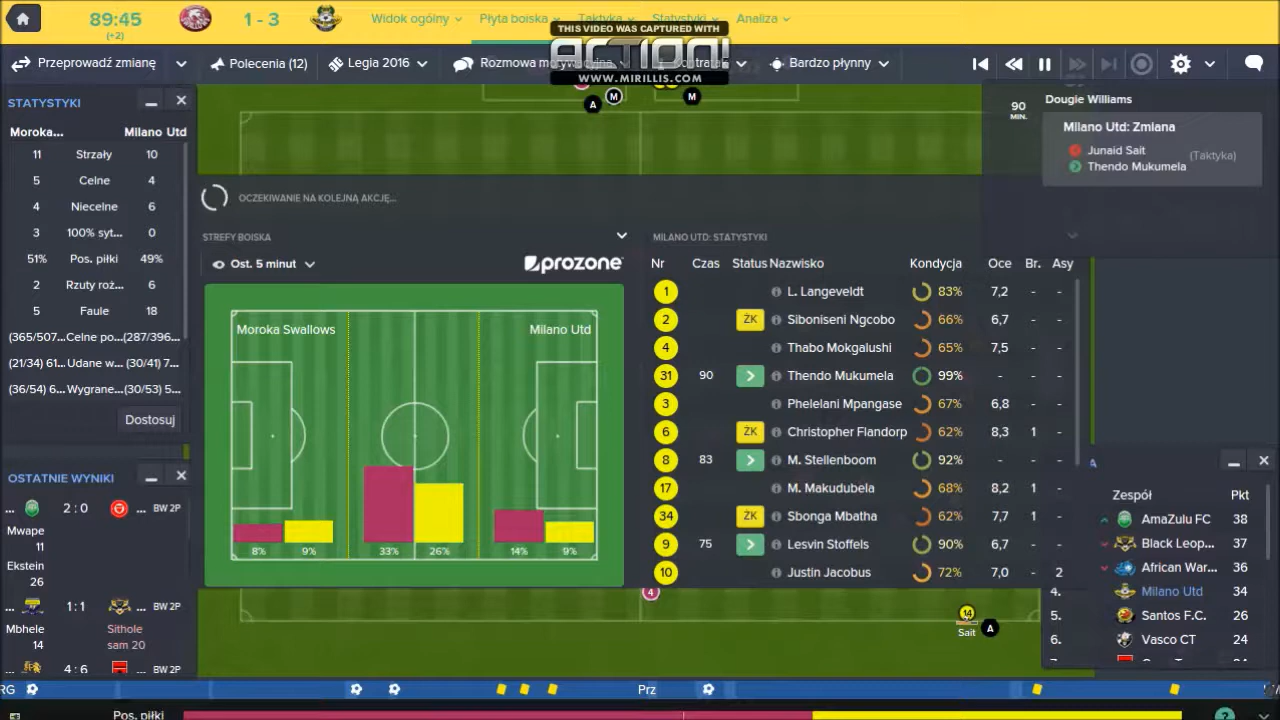 89:45
(+2)
1 - 3
Widok ogólny
Płyta boiska
Taktyka
Statystyki
Analiza
THIS VIDEO WAS CAPTURED WITH
ACTION!
WWW.MIRILLIS.COM
Przeprowadź zmianę
Polecenia (12)
Legia 2016
Rozmowa motywacyjna
Bardzo płynny
STATYSTYKI
Moroka... Milano Utd
11 Strzały 10
5 Celne 4
4 Niecelne 6
3 100% syt... 0
51% Pos. piłki 49%
2 Rzuty roż... 6
5 Faule 18
(365/507... Celne po... (287/396...
(21/34) 61... Udane w... (30/41) 7...
(36/54) 6... Wygrane... (30/53) 5...
Dostosuj
OSTATNIE WYNIKI
... 2 : 0 ... BW 2P
Mwape
11
Ekstein
26
... 1 : 1 ... BW 2P
Mbhele Sithole
14 sam 20
... 4 : 6 ... BW 2P
A M M
90
MIN.
Dougie Williams
Milano Utd: Zmiana
Junaid Sait
(Taktyka)
Thendo Mukumela
OCZEKIWANIE NA KOLEJNĄ AKCJĘ...
STREFY BOISKA
Ost. 5 minut
prozone
Moroka Swallows Milano Utd
8% 9% 33% 26% 14% 9%
MILANO UTD: STATYSTYKI
Nr Czas Status Nazwisko Kondycja Oce Br. Asy
1 L. Langeveldt 83% 7,2 - -
2 ŻK Siboniseni Ngcobo 66% 6,7 - -
4 Thabo Mokgalushi 65% 7,5 - -
31 90 Thendo Mukumela 99% - - -
3 Phelelani Mpangase 67% 6,8 - -
6 ŻK Christopher Flandorp 62% 8,3 1 -
8 83 M. Stellenboom 92% - - -
17 M. Makudubela 68% 8,2 1 -
34 ŻK Sbonga Mbatha 62% 7,7 1 -
9 75 Lesvin Stoffels 90% 6,7 - -
10 Justin Jacobus 72% 7,0 - 2
4
14
Sait A
A
Zespół Pkt
AmaZulu FC 38
Black Leop... 37
African War... 36
4. Milano Utd 34
5. Santos F.C. 26
6. Vasco CT 24
RG
Prz
Pos. piłki